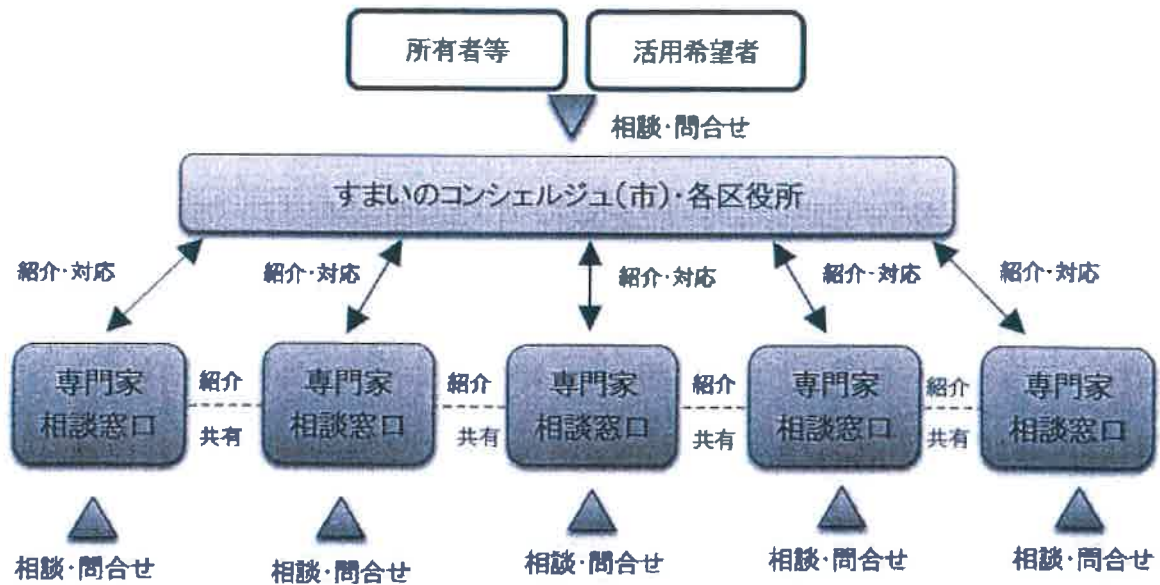 所有者等
活用希望者
相談・問合せ
すまいのコンシェルジュ(市)・各区役所
紹介・対応
紹介・対応
紹介・対応
紹介・対応
紹介・対応
専門家
相談窓口
紹介
共有
専門家
相談窓口
紹介
共有
専門家
相談窓口
紹介
共有
専門家
相談窓口
紹介
共有
専門家
相談窓口
相談・問合せ
相談・問合せ
相談・問合せ
相談・問合せ
相談・問合せ